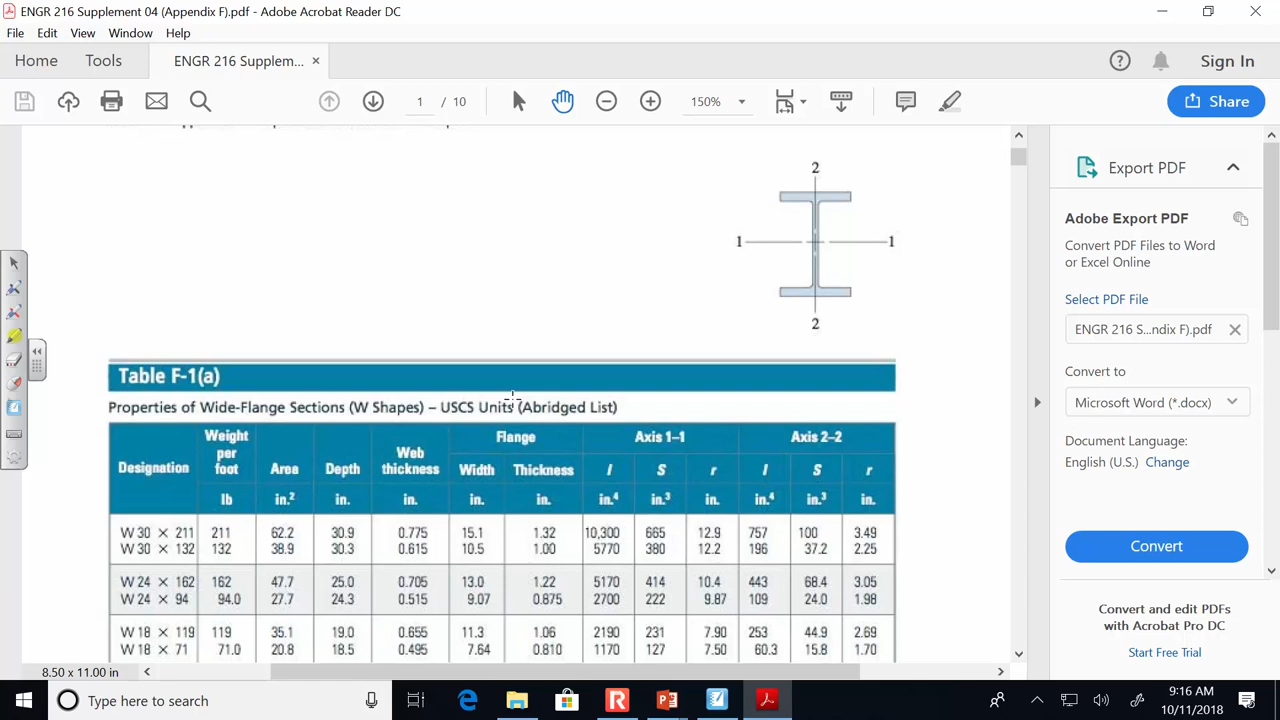 ENGR 216 Supplement 04 (Appendix F).pdf - Adobe Acrobat Reader DC
File Edit View Window Help
Home Tools ENGR 216 Supplem... × Sign In
1 / 10 150% Share
2
1 1
2
Table F-1(a)
Properties of Wide-Flange Sections (W Shapes) – USCS Units (Abridged List)
Designation Weight per foot Area Depth Web thickness Flange Axis 1–1 Axis 2–2
Width Thickness I S r I S r
lb in.² in. in. in. in. in.⁴ in.³ in. in.⁴ in.³ in.
W 30 × 211 211 62.2 30.9 0.775 15.1 1.32 10,300 665 12.9 757 100 3.49
W 30 × 132 132 38.9 30.3 0.615 10.5 1.00 5770 380 12.2 196 37.2 2.25
W 24 × 162 162 47.7 25.0 0.705 13.0 1.22 5170 414 10.4 443 68.4 3.05
W 24 × 94 94.0 27.7 24.3 0.515 9.07 0.875 2700 222 9.87 109 24.0 1.98
W 18 × 119 119 35.1 19.0 0.655 11.3 1.06 2190 231 7.90 253 44.9 2.69
W 18 × 71 71.0 20.8 18.5 0.495 7.64 0.810 1170 127 7.50 60.3 15.8 1.70
8.50 x 11.00 in
Export PDF
Adobe Export PDF
Convert PDF Files to Word
or Excel Online
Select PDF File
ENGR 216 S...ndix F).pdf
Convert to
Microsoft Word (*.docx)
Document Language:
English (U.S.) Change
Convert
Convert and edit PDFs
with Acrobat Pro DC
Start Free Trial
Type here to search
9:16 AM
10/11/2018